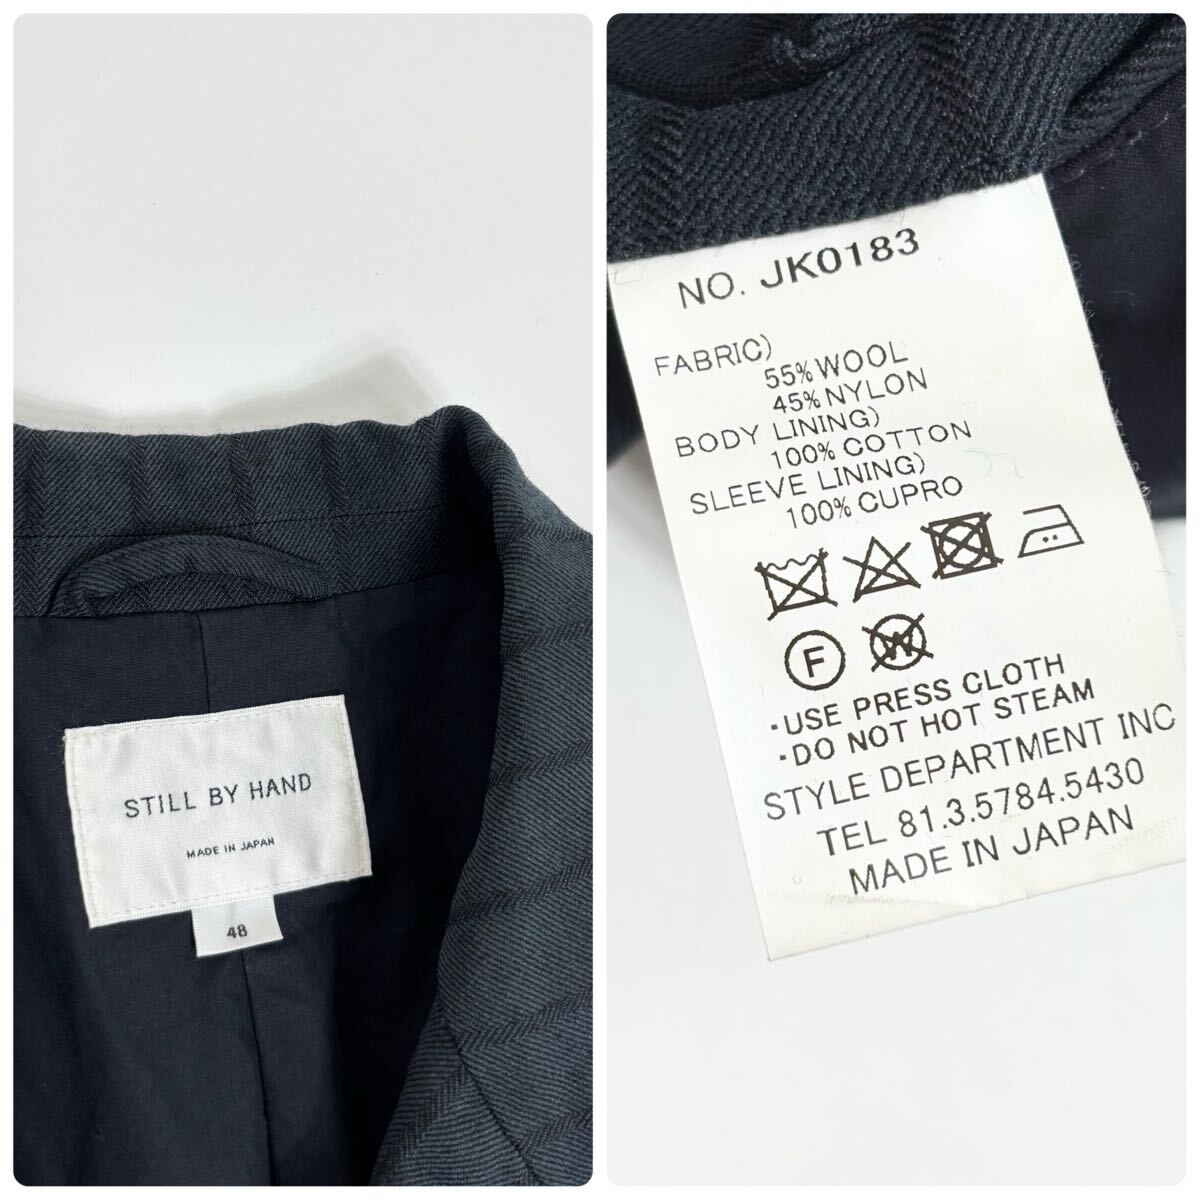 STILL BY HAND
MADE IN JAPAN
48
NO. JK0183
FABRIC)
55% WOOL
45% NYLON
BODY LINING)
100% COTTON
SLEEVE LINING)
100% CUPRO
F
W
·USE PRESS CLOTH
·DO NOT HOT STEAM
STYLE DEPARTMENT INC
TEL 81.3.5784.5430
MADE IN JAPAN